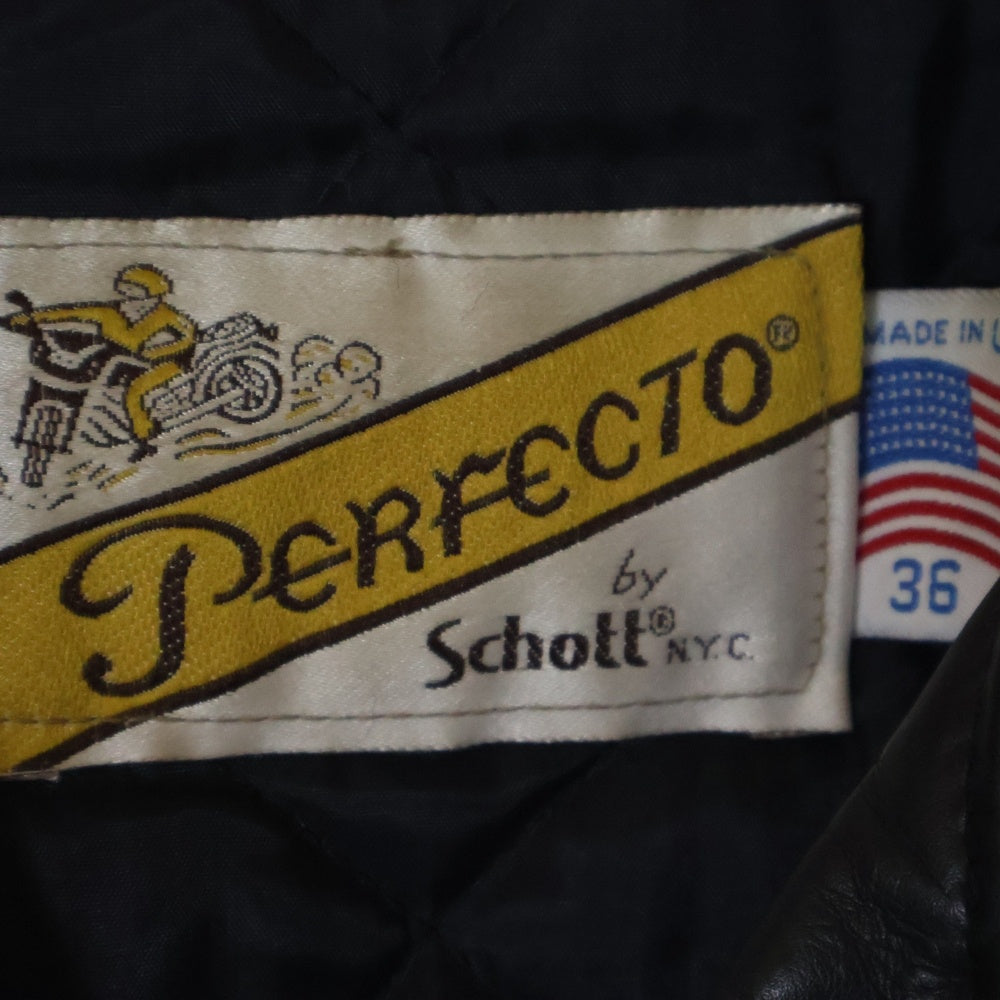 PERFECTO®
by
Schott® N.Y.C.
MADE IN
36